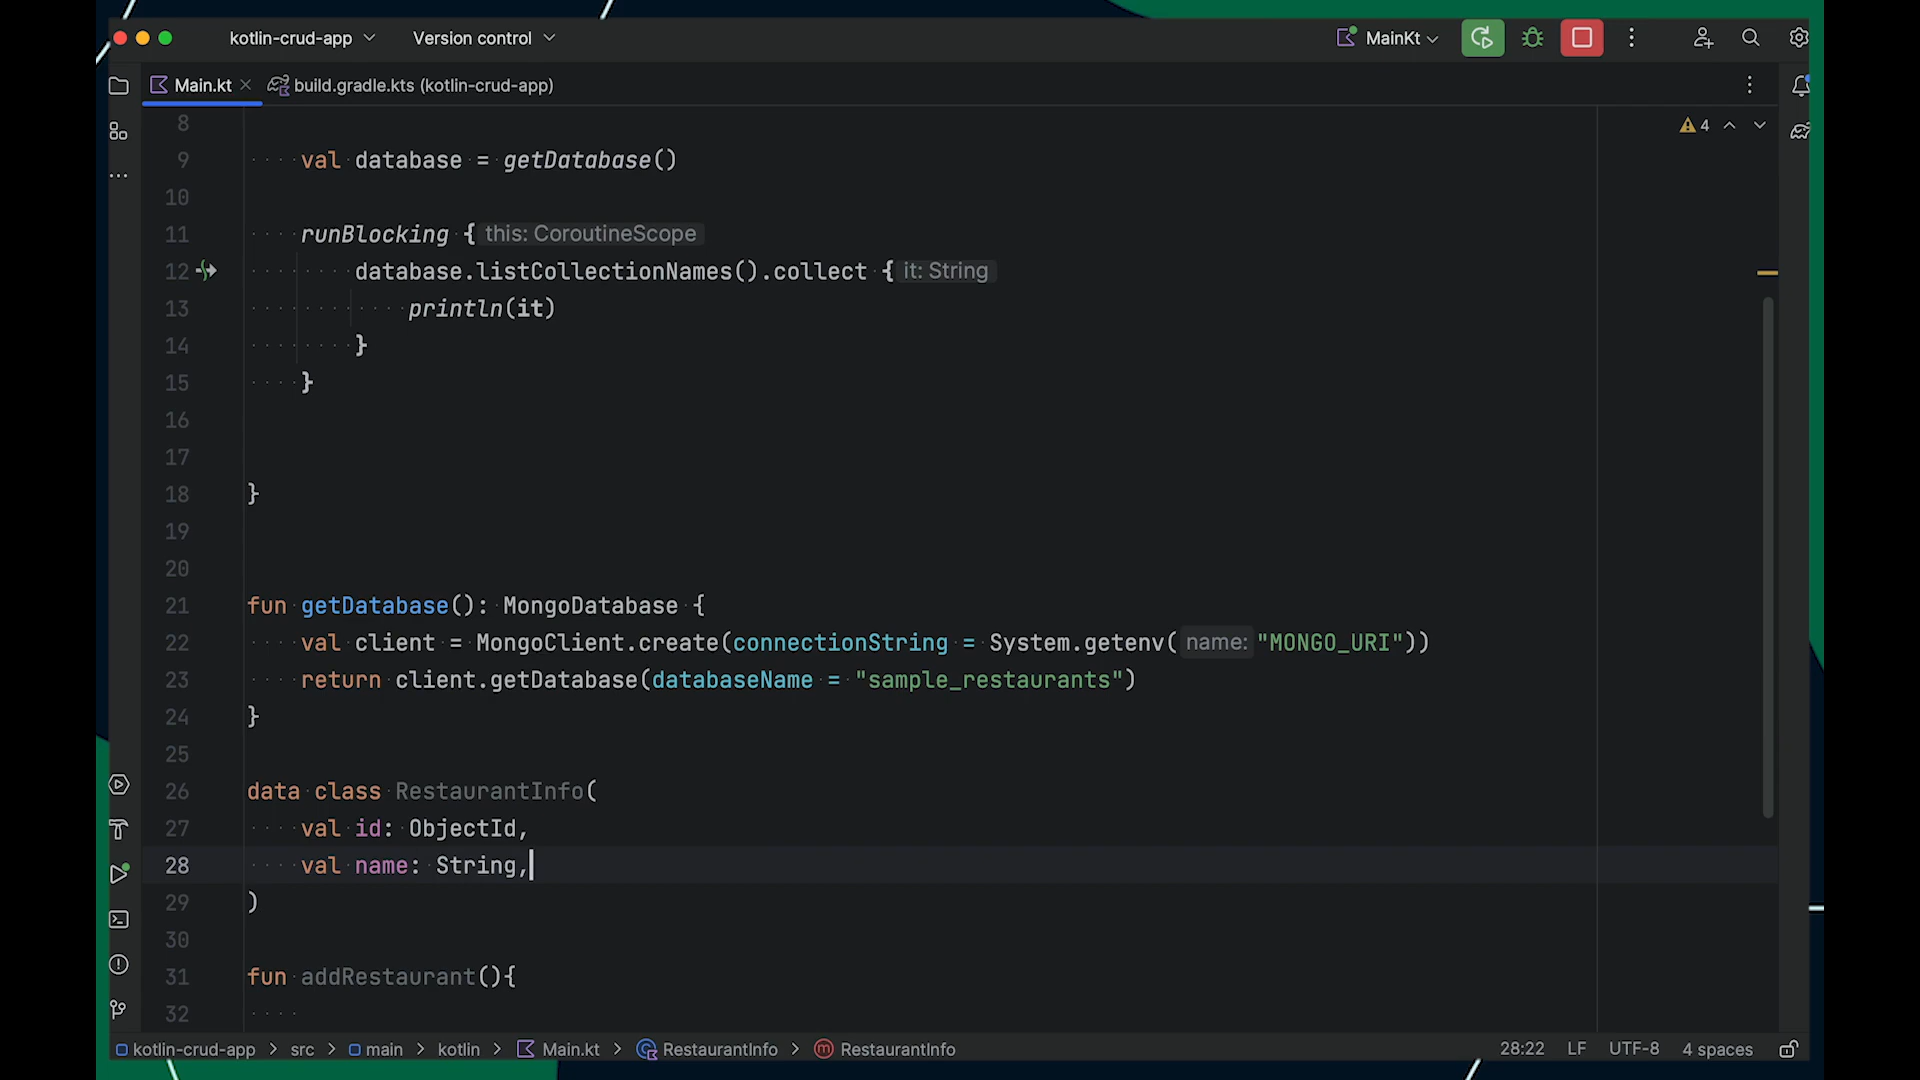 kotlin-crud-app
Version control
MainKt
Main.kt
build.gradle.kts (kotlin-crud-app)
4
8
9 val database = getDatabase()
10
11 runBlocking { this: CoroutineScope
12 database.listCollectionNames().collect { it: String
13 println(it)
14 }
15 }
16
17
18 }
19
20
21 fun getDatabase(): MongoDatabase {
22 val client = MongoClient.create(connectionString = System.getenv( name: "MONGO_URI"))
23 return client.getDatabase(databaseName = "sample_restaurants")
24 }
25
26 data class RestaurantInfo(
27 val id: ObjectId,
28 val name: String,
29 )
30
31 fun addRestaurant(){
32
kotlin-crud-app > src > main > kotlin > Main.kt > RestaurantInfo > m RestaurantInfo
28:22 LF UTF-8 4 spaces